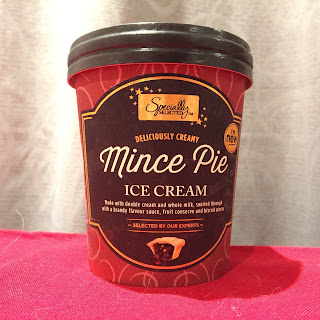 Specially
SELECTED
DELICIOUSLY CREAMY
new
Mince Pie
ICE CREAM
Made with double cream and whole milk, swirled through
with a brandy flavour sauce, fruit conserve and biscuit pieces
SELECTED BY OUR EXPERTS